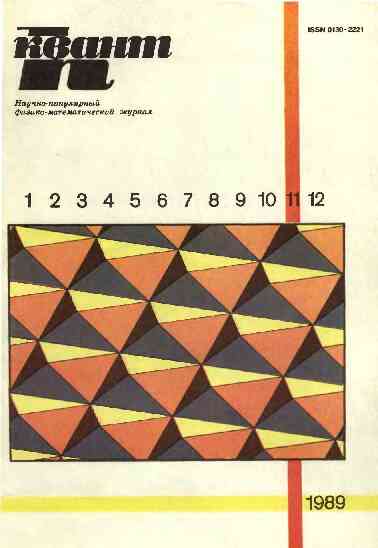 квант
ISSN 0130-2221
Научно-популярный
физико-математический журнал
1 2 3 4 5 6 7 8 9 10 11 12
1989